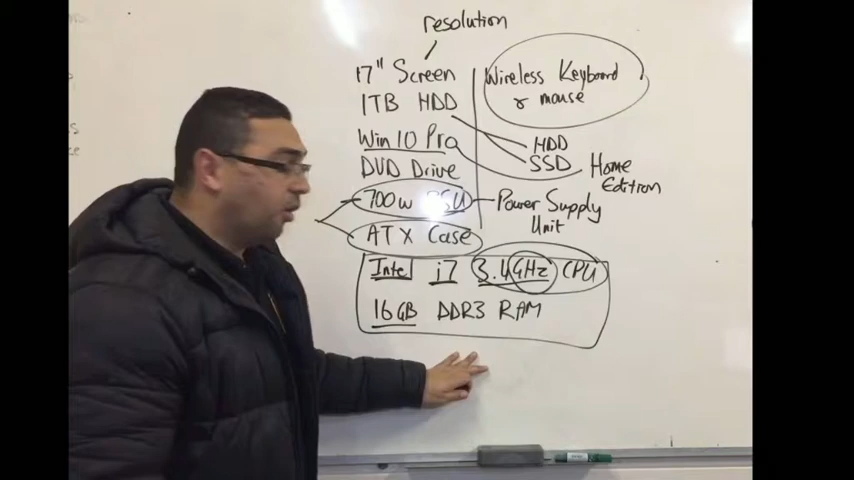 resolution
17" Screen
1TB HDD
Win 10 Pro
DVD Drive
700w PSU
ATX Case
Intel i7 3.4GHz CPU
16GB DDR3 RAM
Wireless Keyboard
& mouse
HDD
SSD
Home
Edition
Power Supply
Unit